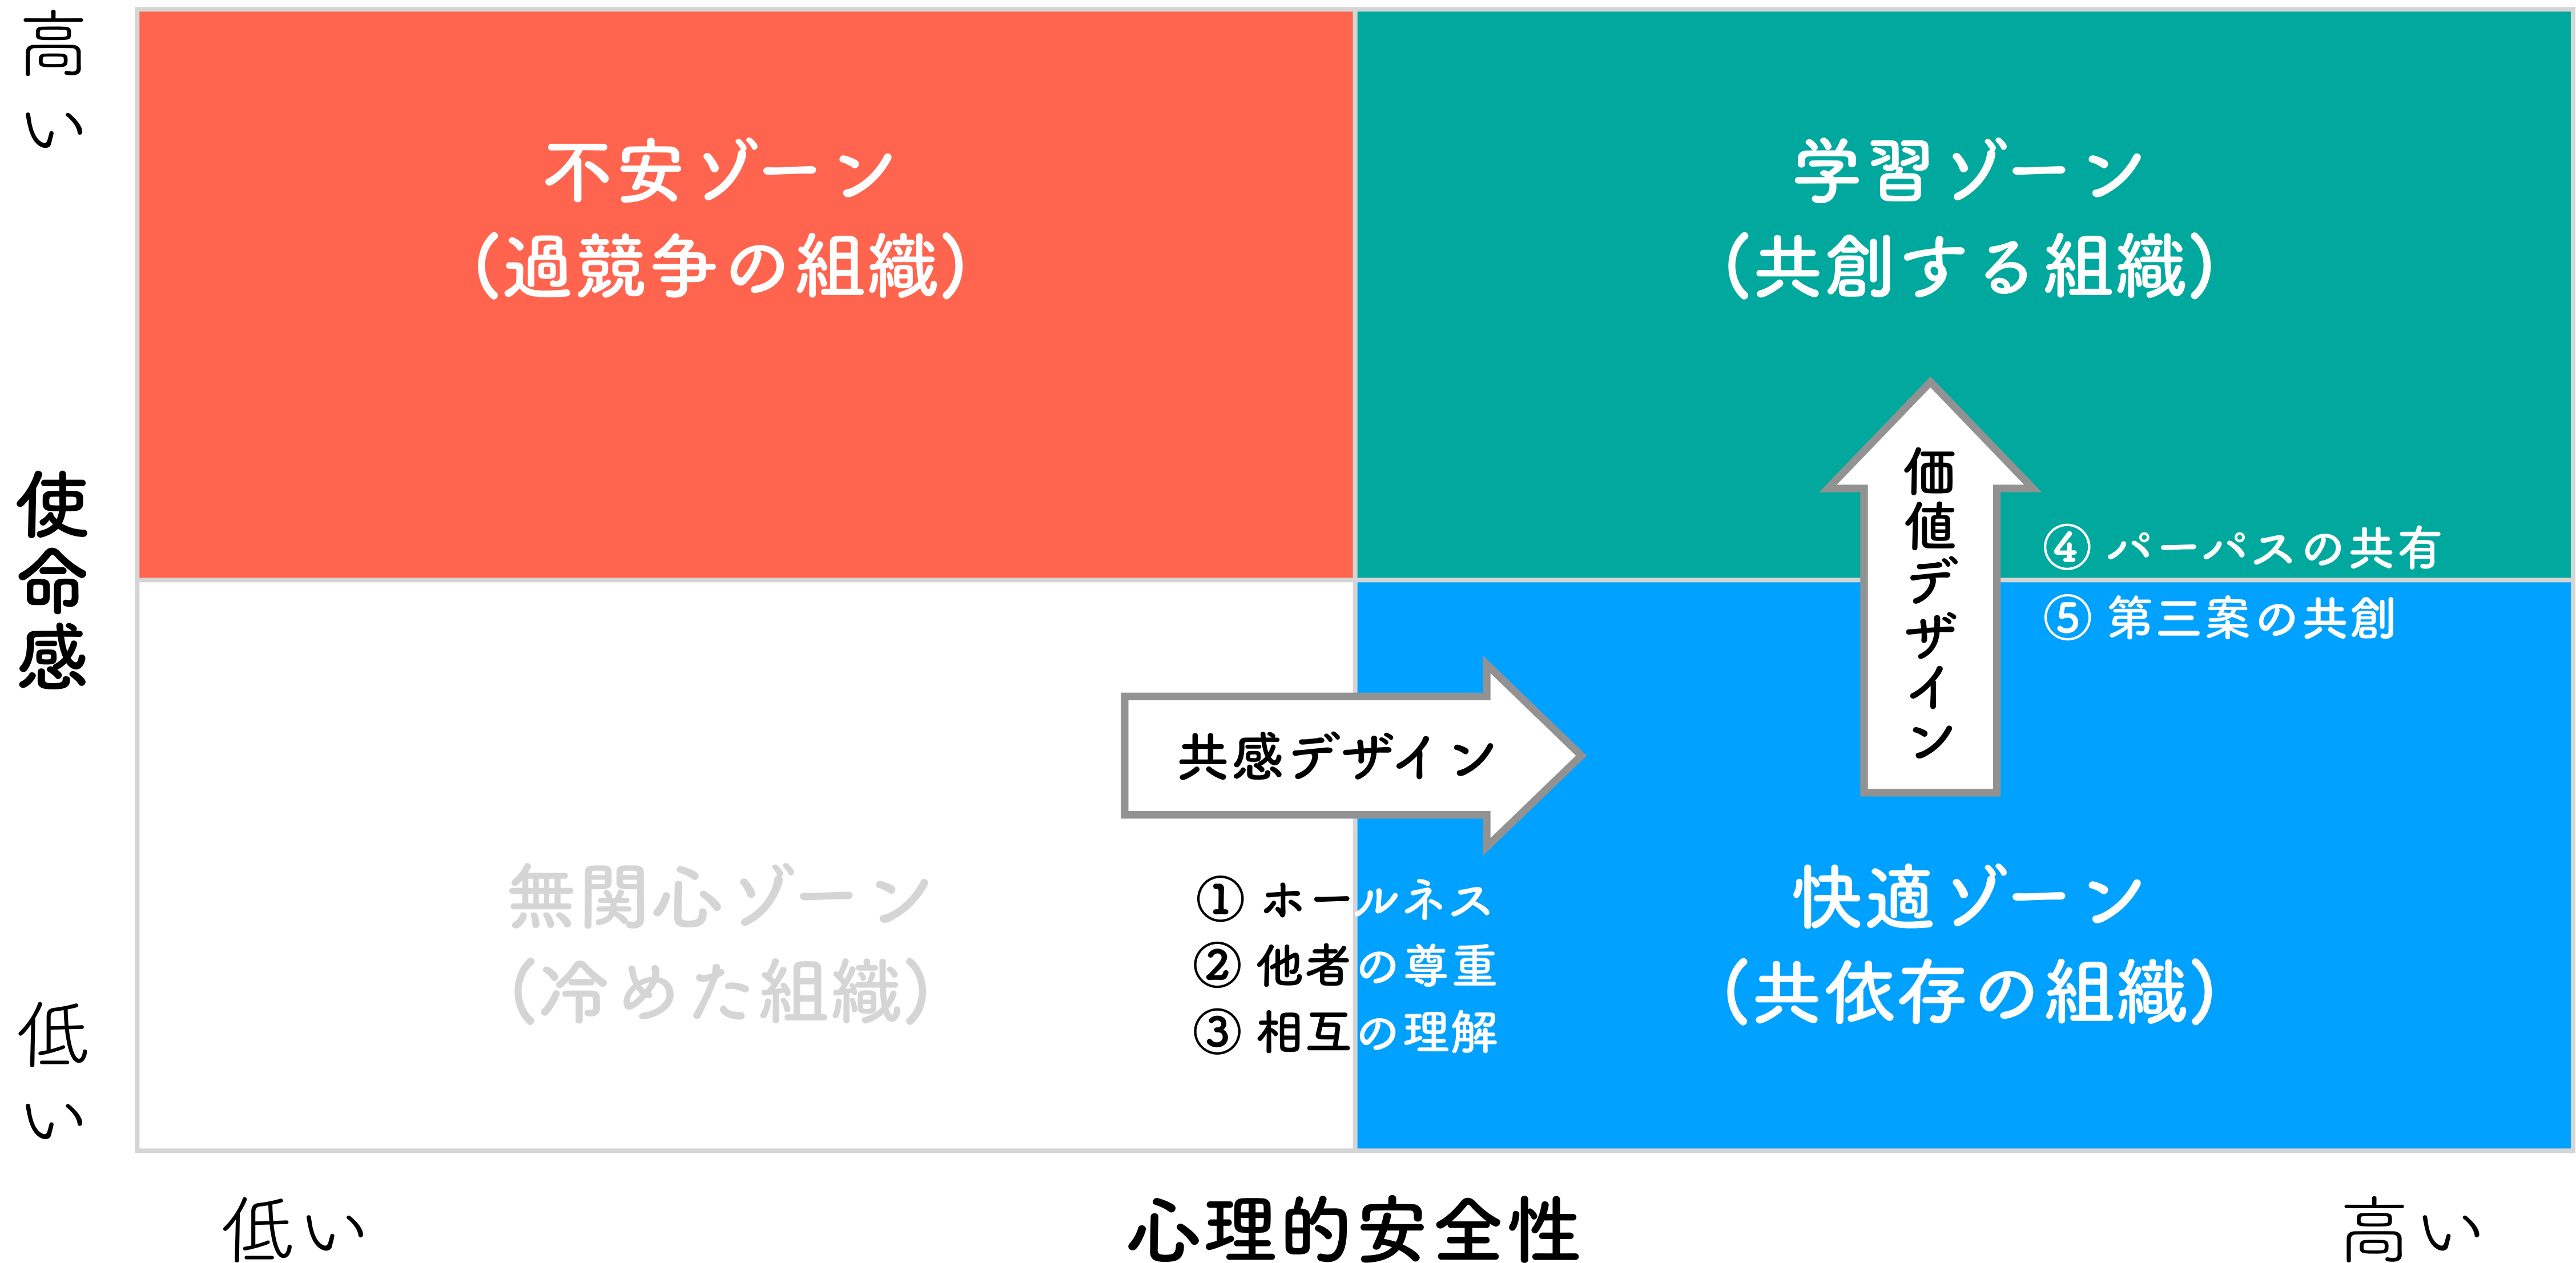 高い
不安ゾーン
(過競争の組織)
学習ゾーン
(共創する組織)
使命感
価値デザイン
④ パーパスの共有
⑤ 第三案の共創
共感デザイン
① ホールネス
② 他者の尊重
③ 相互の理解
無関心ゾーン
(冷めた組織)
快適ゾーン
(共依存の組織)
低い
低い
心理的安全性
高い